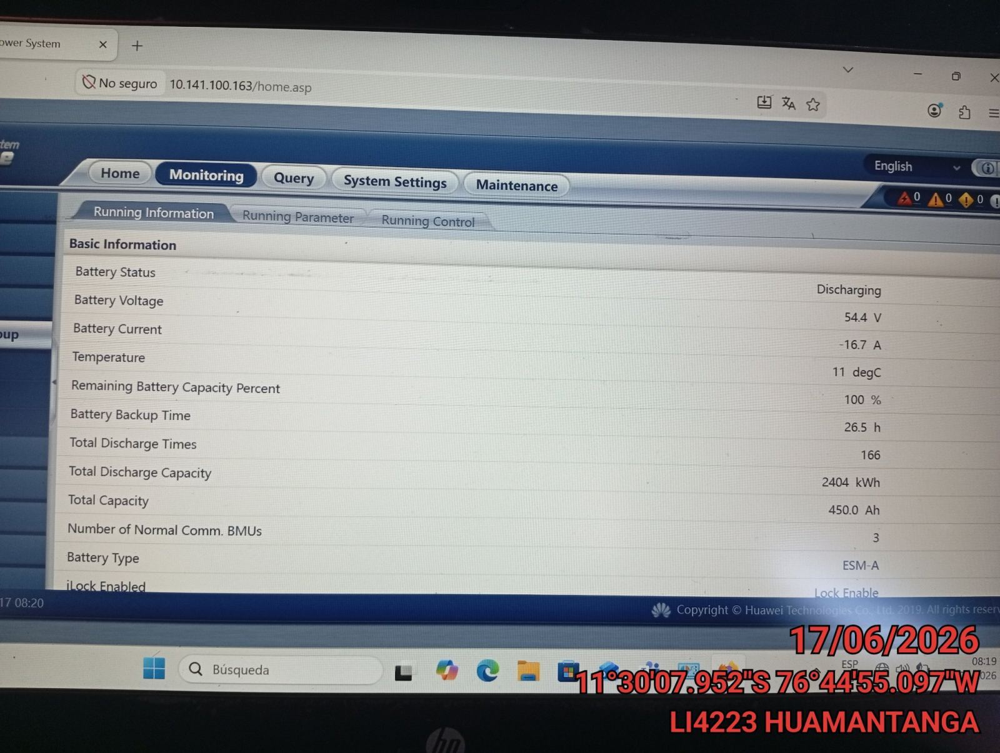 ower System
No seguro 10.141.100.163/home.asp
tem
e
English
Home Monitoring Query System Settings Maintenance
0 0 0
Running Information Running Parameter Running Control
Basic Information
Battery Status Discharging
Battery Voltage 54.4 V
Battery Current -16.7 A
Temperature 11 degC
Remaining Battery Capacity Percent 100 %
Battery Backup Time 26.5 h
Total Discharge Times 166
Total Discharge Capacity 2404 kWh
Total Capacity 450.0 Ah
Number of Normal Comm. BMUs 3
Battery Type ESM-A
iLock Enabled Lock Enable
oup
17 08:20
Copyright © Huawei Technologies Co., Ltd. 2019. All rights reserv
17/06/2026
Búsqueda
ESP
08:19
026
11°30'07.952"S 76°44'55.097"W
LI4223 HUAMANTANGA
hp